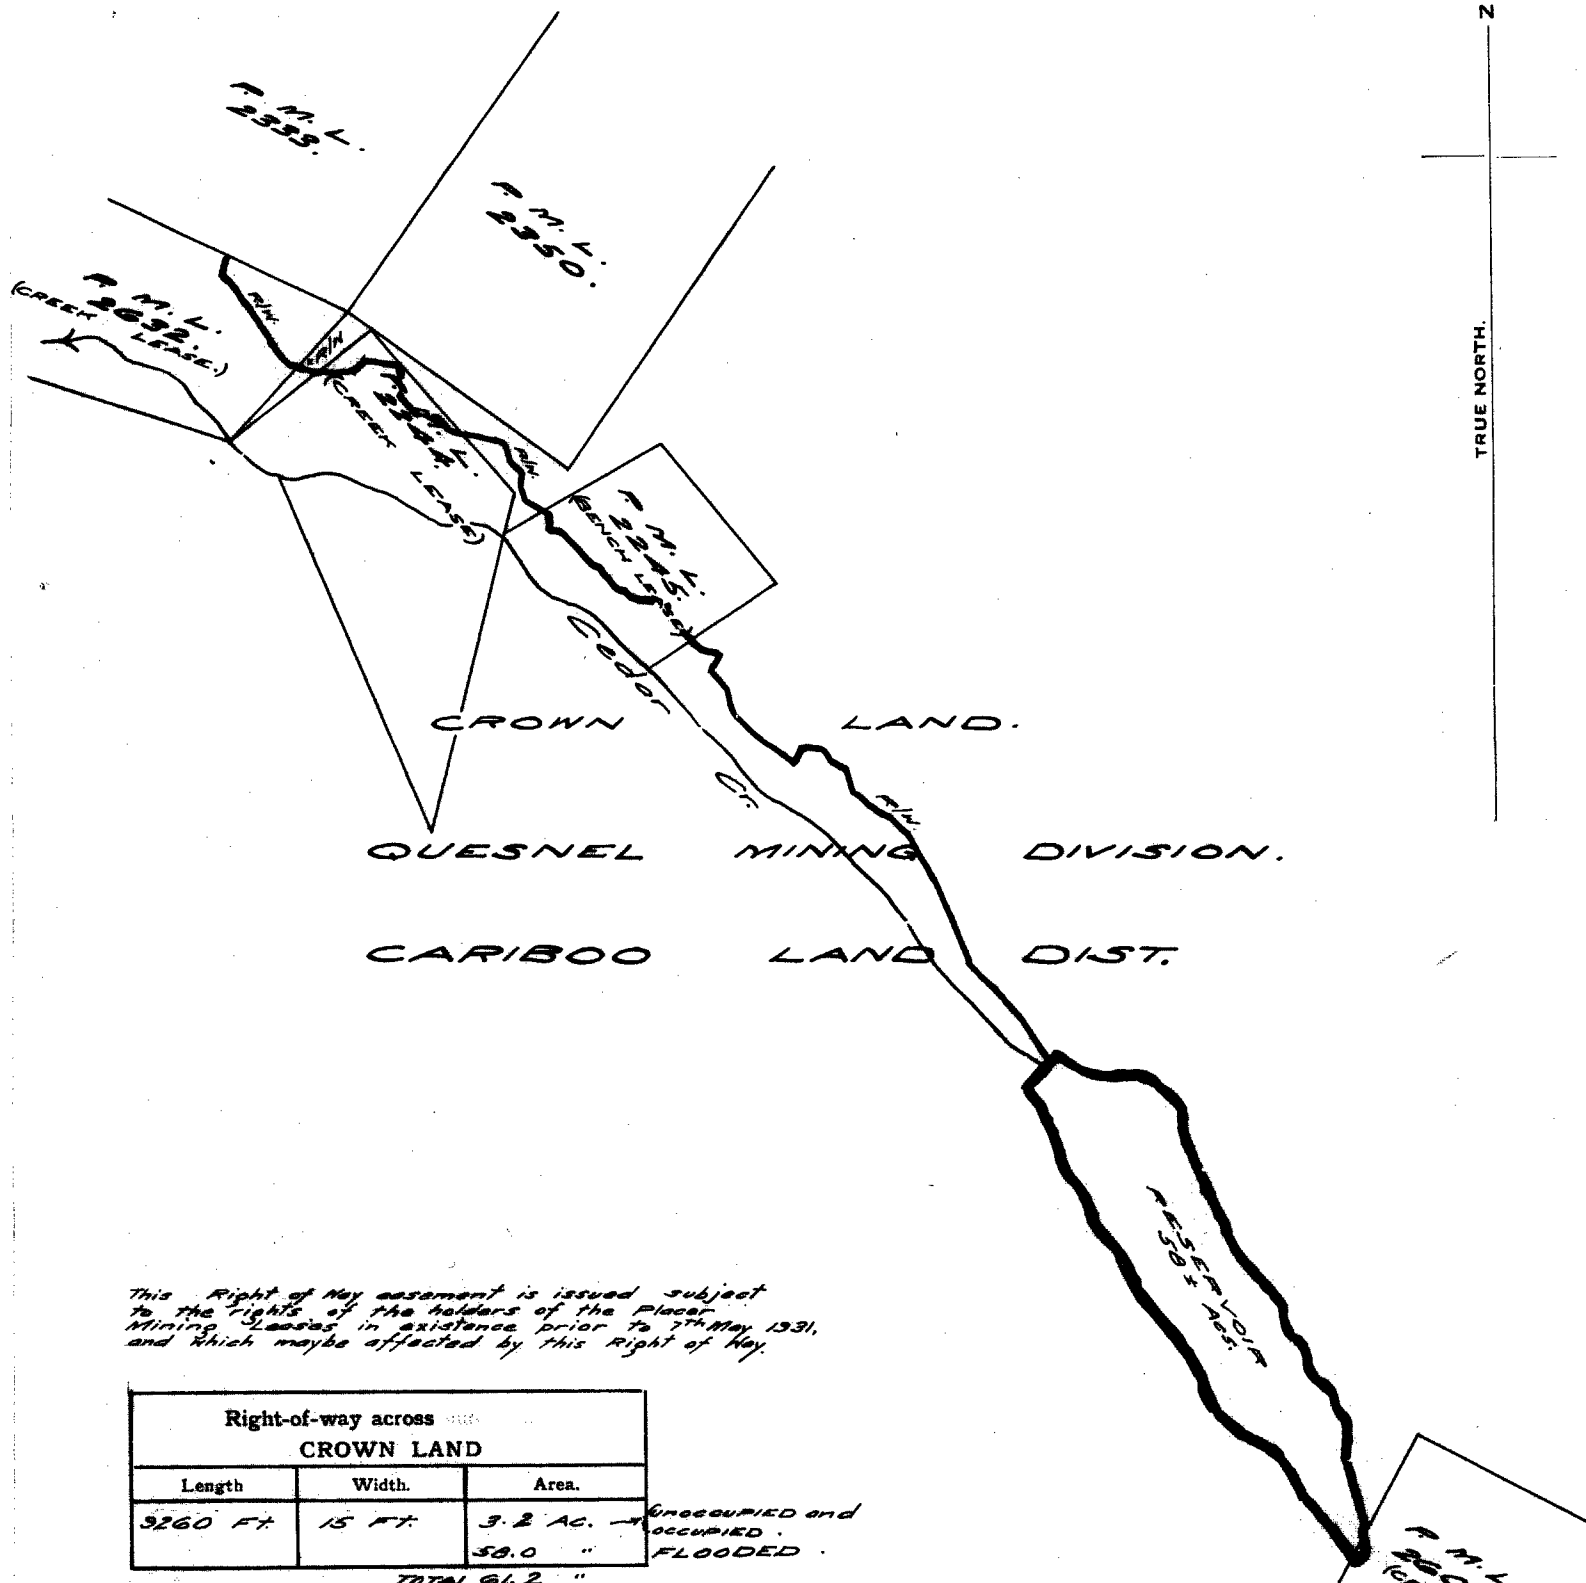 N
TRUE NORTH.
P. M. L.
2333.
P. M. L.
2350.
P. M. L.
2632.
(CREEK LEASE.)
R/W.
R/W
P. M. L.
2244.
(CREEK LEASE)
R/W.
P. M. L.
2245.
(BENCH LEASE)
Cedar Cr.
CROWN LAND.
R/W.
QUESNEL MINING DIVISION.
CARIBOO LAND DIST.
RESERVOIR
58 ± Acs.
This Right of Way easement is issued subject
to the rights of the holders of the Placer
Mining Leases in existence prior to 7th May 1931,
and which maybe affected by this Right of Way.
Right-of-way across
CROWN LAND
Length Width. Area.
9260 Ft. 15 Ft. 3.2 Ac. UNOCCUPIED and
OCCUPIED.
58.0 " FLOODED.
TOTAL 61.2 "
P. M. L